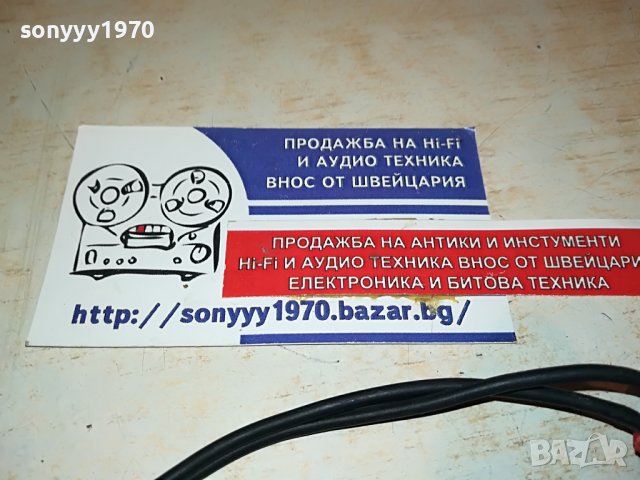 sonyyy1970
ПРОДАЖБА НА Hi-Fi
И АУДИО ТЕХНИКА
ВНОС ОТ ШВЕЙЦАРИЯ
ПРОДАЖБА НА АНТИКИ И ИНСТУМЕНТИ
Hi-Fi И АУДИО ТЕХНИКА ВНОС ОТ ШВЕЙЦАРИ
ЕЛЕКТРОНИКА И БИТОВА ТЕХНИКА
http://sonyyy1970.bazar.bg/
BAZAR